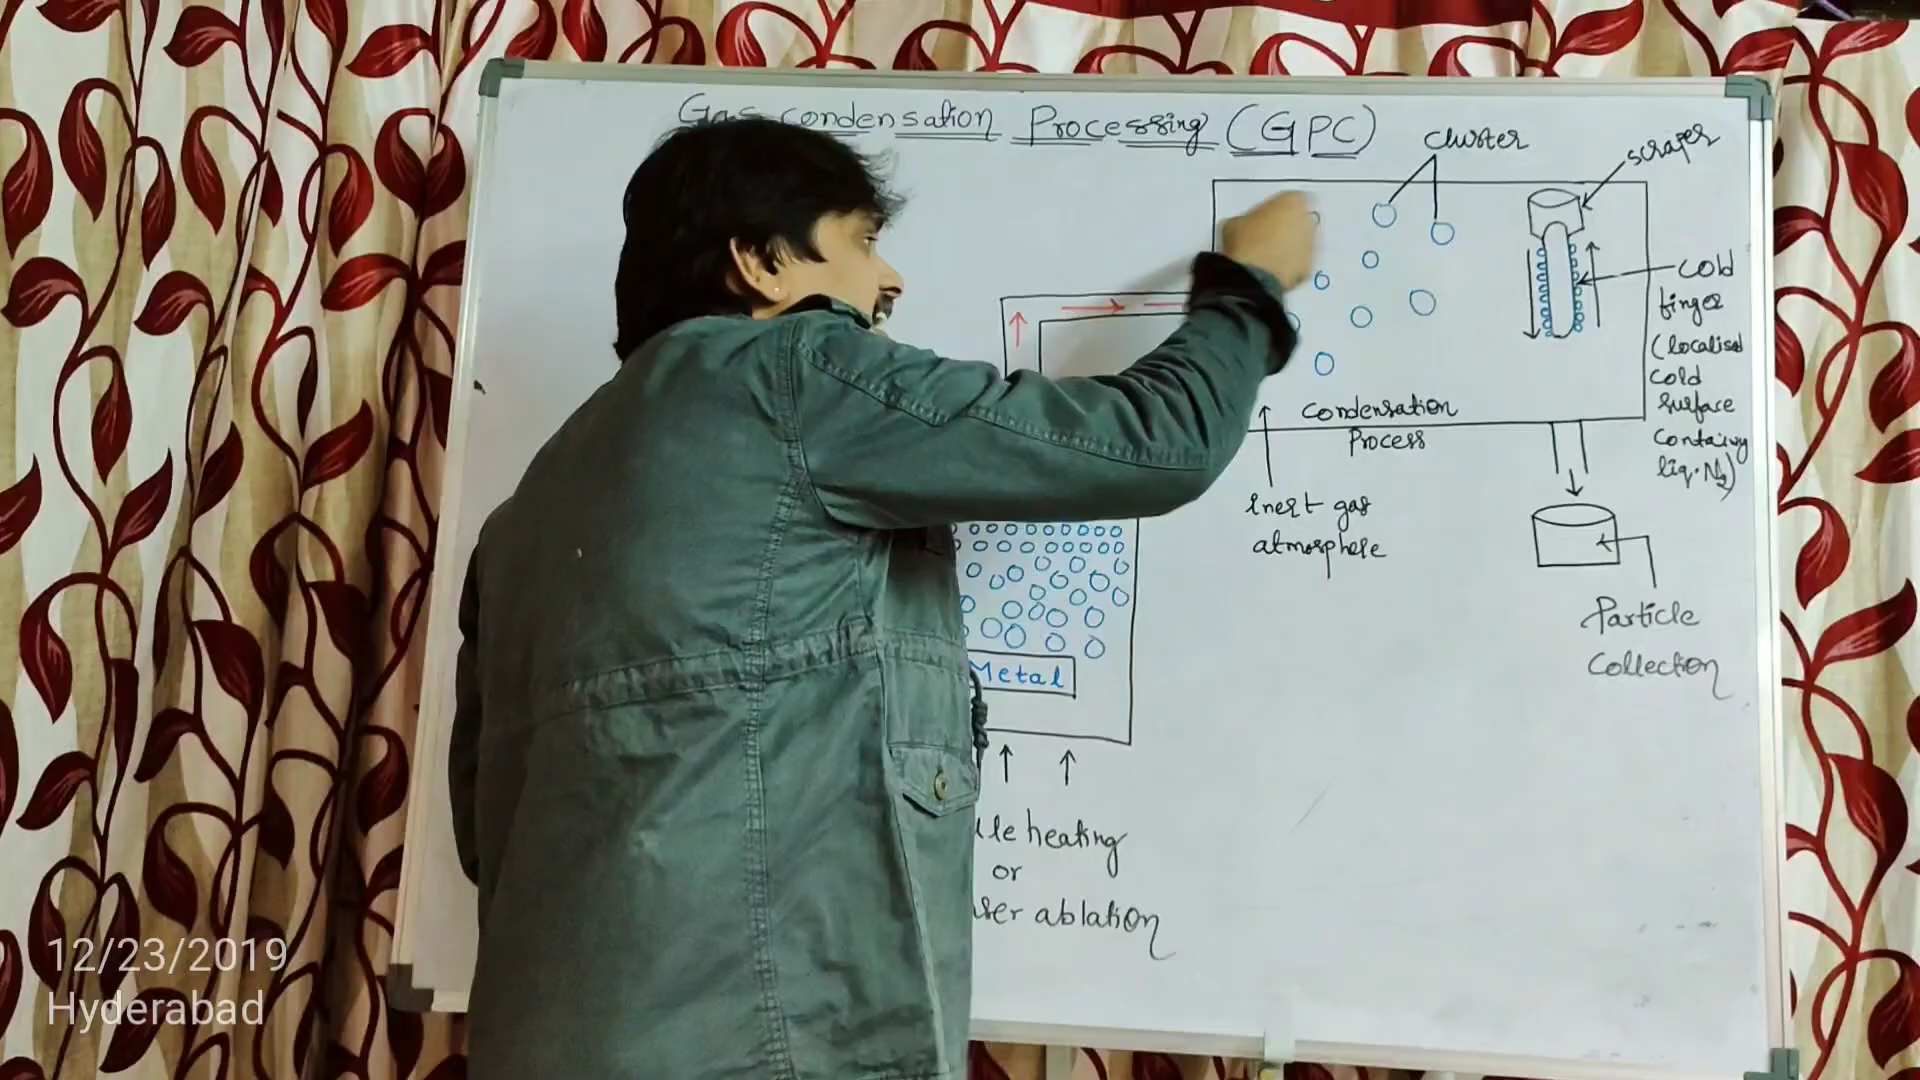 Gas condensation Processing (GPC)
cluster
scraper
cold
finger
(localised
cold
surface
containg
liq. N2)
condensation
Process
inert gas
atmosphere
Metal
Particle
collection
heating
or
ablation
12/23/2019
Hyderabad